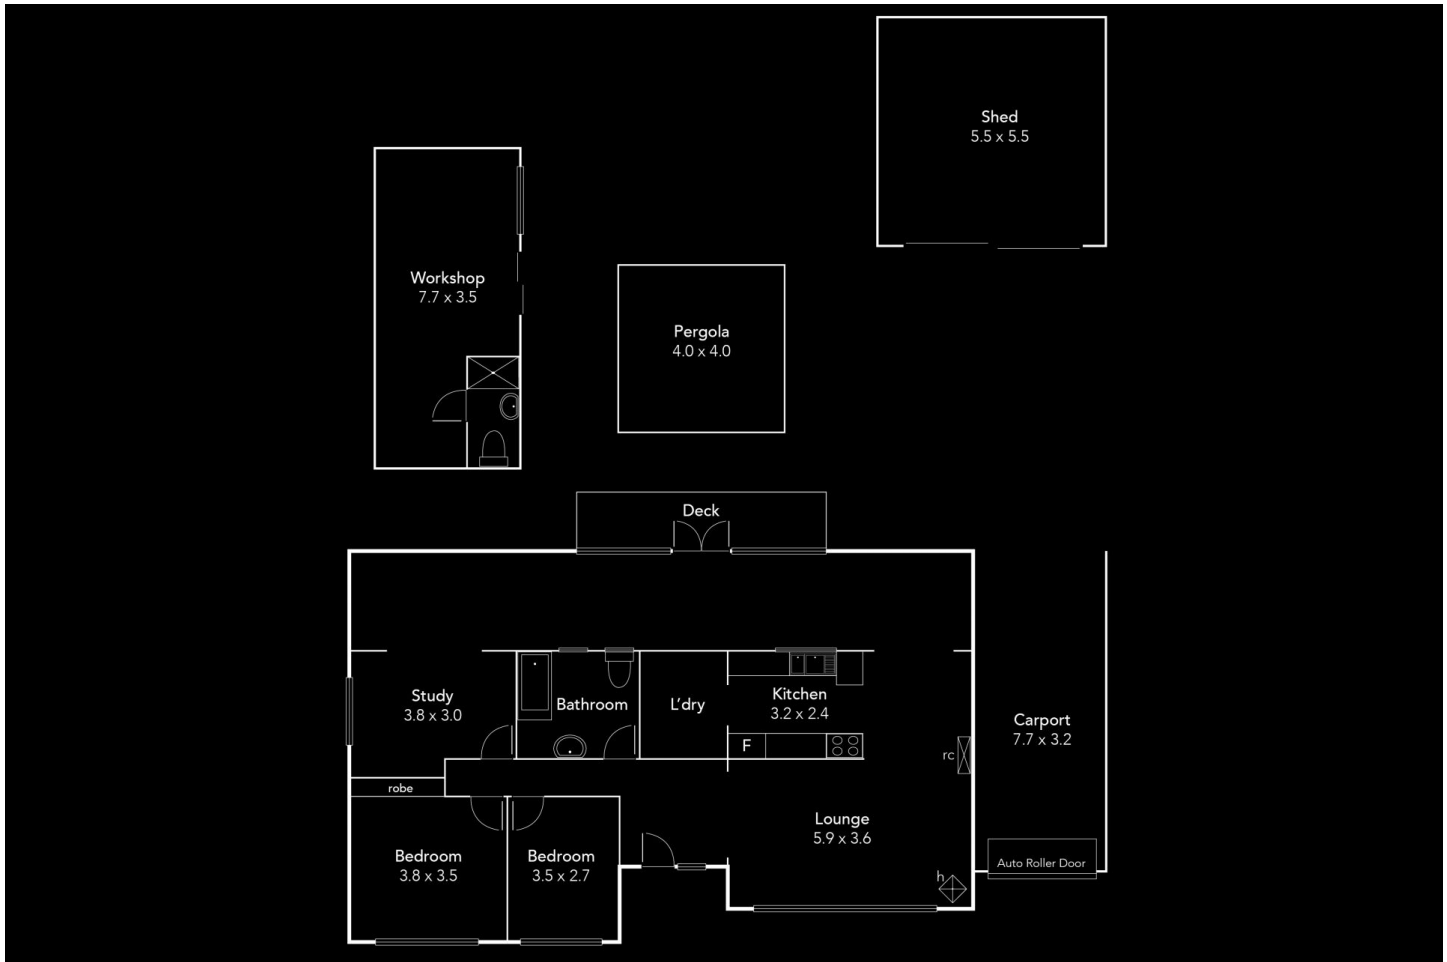 Shed
5.5 x 5.5
Workshop
7.7 x 3.5
Pergola
4.0 x 4.0
Deck
Study
3.8 x 3.0
Bathroom
L'dry
Kitchen
3.2 x 2.4
F
Carport
7.7 x 3.2
rc
robe
Lounge
5.9 x 3.6
Bedroom
3.8 x 3.5
Bedroom
3.5 x 2.7
h
Auto Roller Door